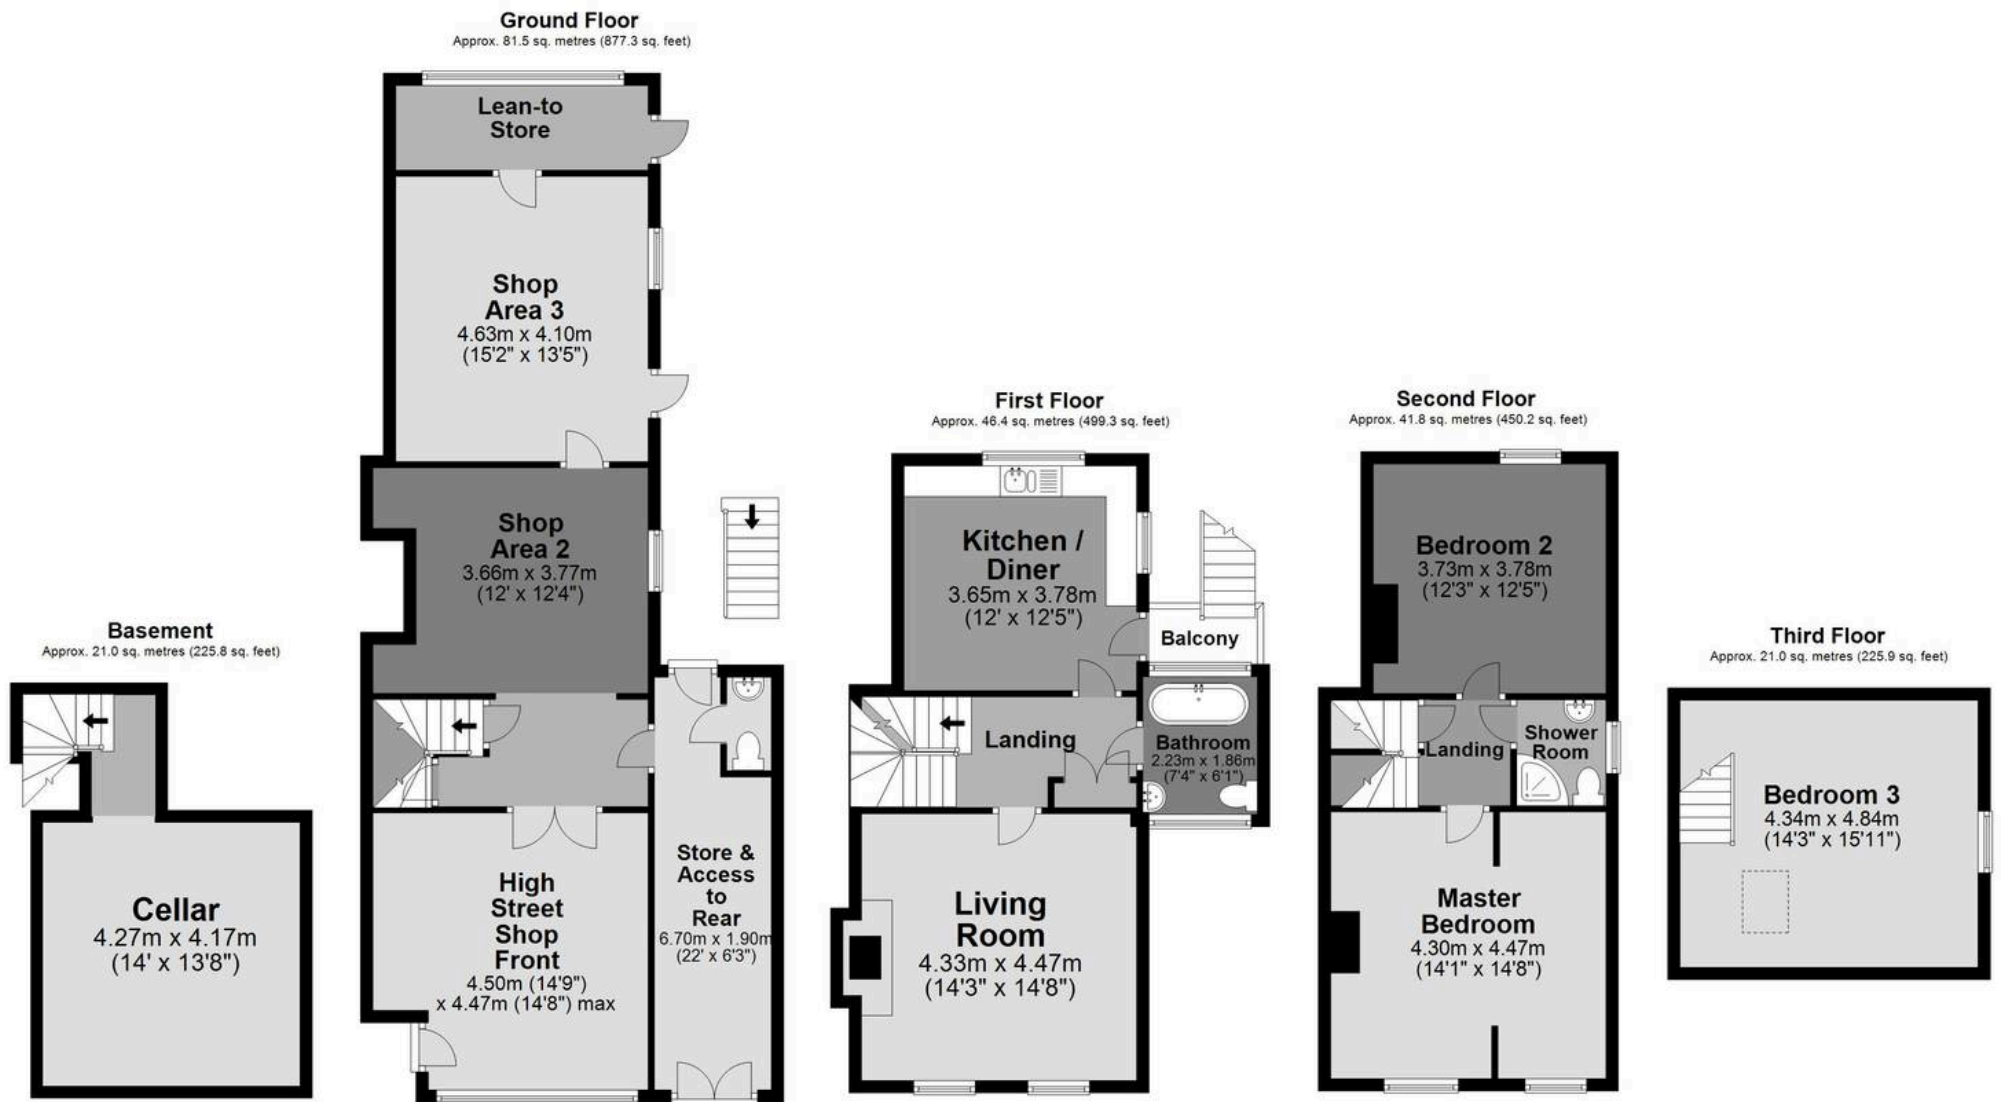 Ground Floor
Approx. 81.5 sq. metres (877.3 sq. feet)
Lean-to
Store
Shop
Area 3
4.63m x 4.10m
(15'2" x 13'5")
Shop
Area 2
3.66m x 3.77m
(12' x 12'4")
High
Street
Shop
Front
4.50m (14'9")
x 4.47m (14'8") max
Store &
Access
to
Rear
6.70m x 1.90m
(22' x 6'3")
Basement
Approx. 21.0 sq. metres (225.8 sq. feet)
Cellar
4.27m x 4.17m
(14' x 13'8")
First Floor
Approx. 46.4 sq. metres (499.3 sq. feet)
Kitchen /
Diner
3.65m x 3.78m
(12' x 12'5")
Balcony
Landing
Bathroom
2.23m x 1.86m
(7'4" x 6'1")
Living
Room
4.33m x 4.47m
(14'3" x 14'8")
Second Floor
Approx. 41.8 sq. metres (450.2 sq. feet)
Bedroom 2
3.73m x 3.78m
(12'3" x 12'5")
Landing
Shower
Room
Master
Bedroom
4.30m x 4.47m
(14'1" x 14'8")
Third Floor
Approx. 21.0 sq. metres (225.9 sq. feet)
Bedroom 3
4.34m x 4.84m
(14'3" x 15'11")